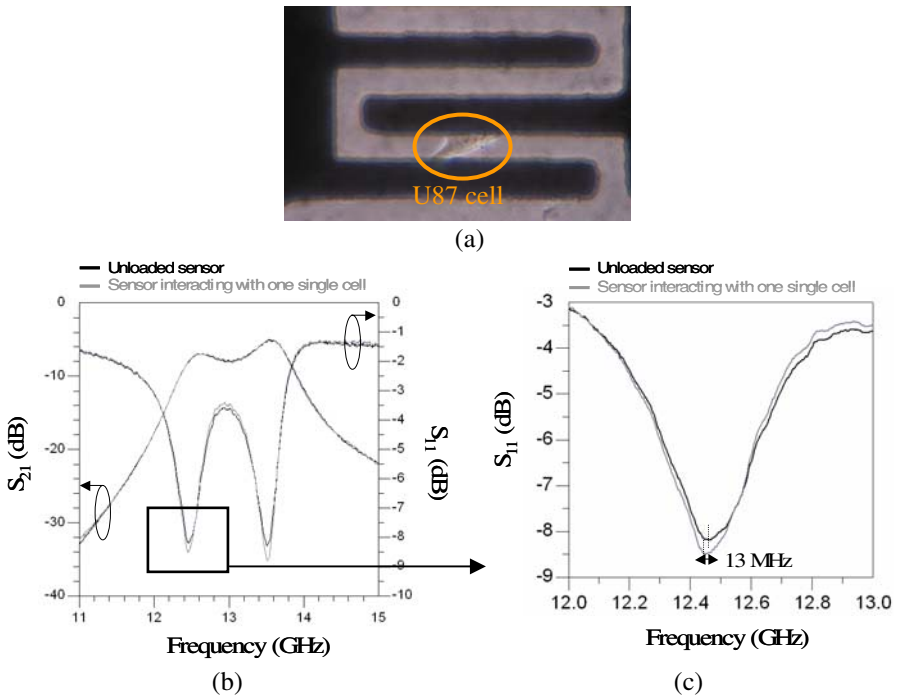 U87 cell
(a)
Unloaded sensor
Sensor interacting with one single cell
0
-10
-20
-30
-40
S21 (dB)
0
-1
-2
-3
-4
-5
-6
-7
-8
-9
-10
S11 (dB)
11 12 13 14 15
Frequency (GHz)
(b)
Unloaded sensor
Sensor interacting with one single cell
-3
-4
-5
-6
-7
-8
-9
S11 (dB)
13 MHz
12.0 12.2 12.4 12.6 12.8 13.0
Frequency (GHz)
(c)